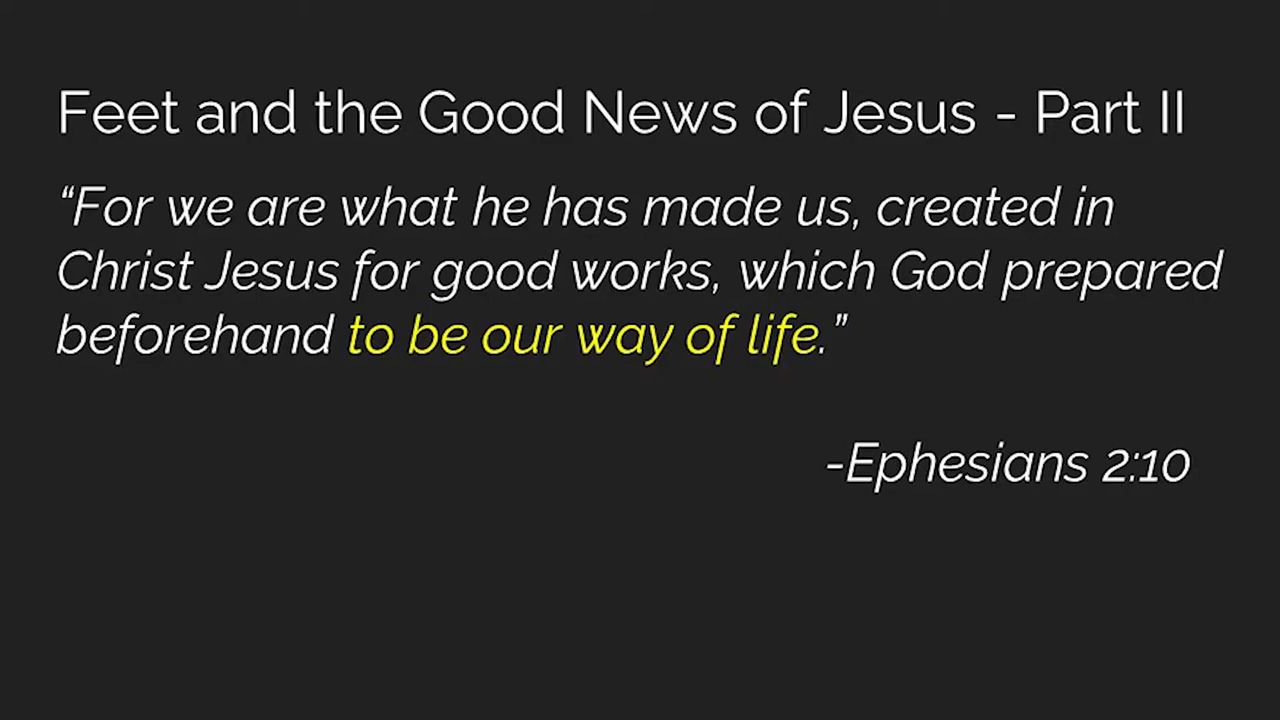 Feet and the Good News of Jesus - Part II
“For we are what he has made us, created in
Christ Jesus for good works, which God prepared
beforehand to be our way of life.”
-Ephesians 2:10